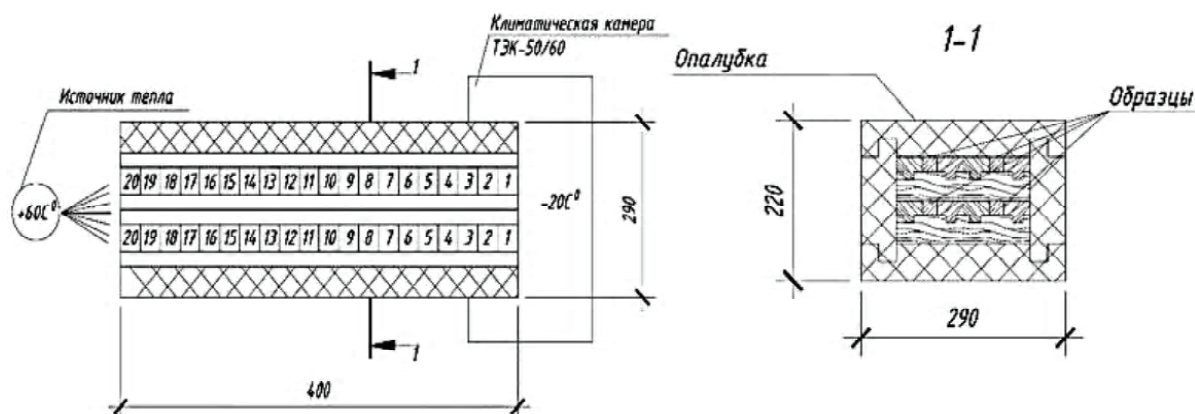 Климатическая камера
ТЭК-50/60
1-1
Опалубка
Источник тепла
1
Образцы
20 19 18 17 16 15 14 13 12 11 10 9 8 7 6 5 4 3 2 1
+60С⁰
-20С⁰
290
220
20 19 18 17 16 15 14 13 12 11 10 9 8 7 6 5 4 3 2 1
290
1
400